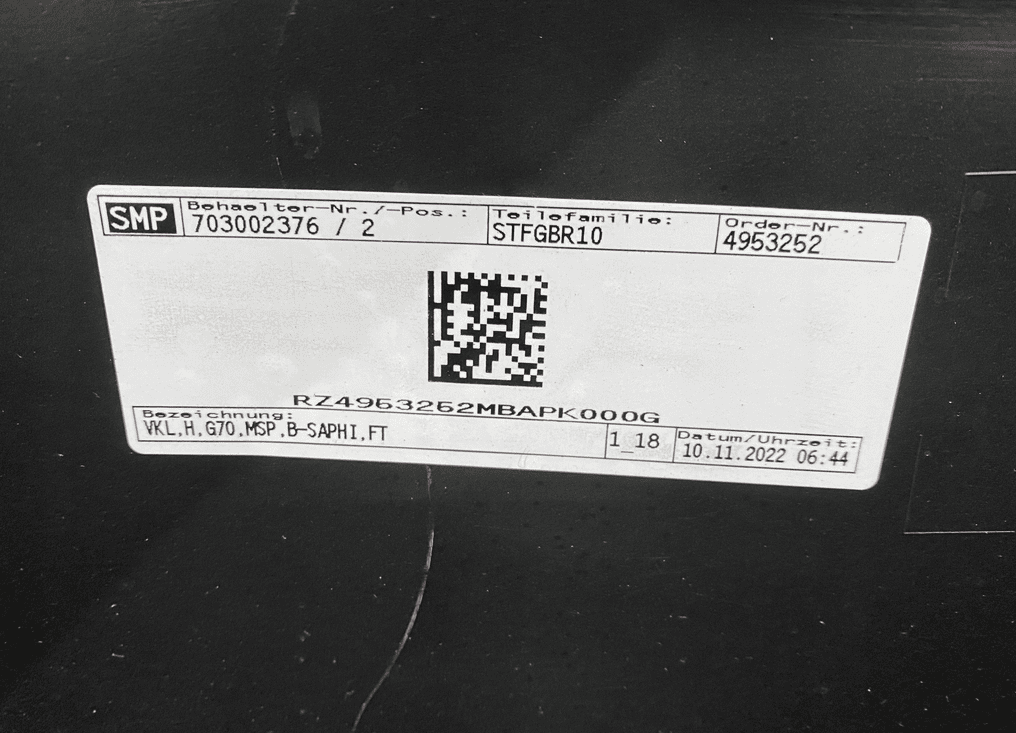 SMP
Behaelter-Nr./-Pos.:
703002376 / 2
Teilefamilie:
STFGBR10
Order-Nr.:
4953252
RZ4953252MBAPK000G
Bezeichnung:
VKL,H,G70,MSP,B-SAPHI,FT
1_18
Datum/Uhrzeit:
10.11.2022 06:44